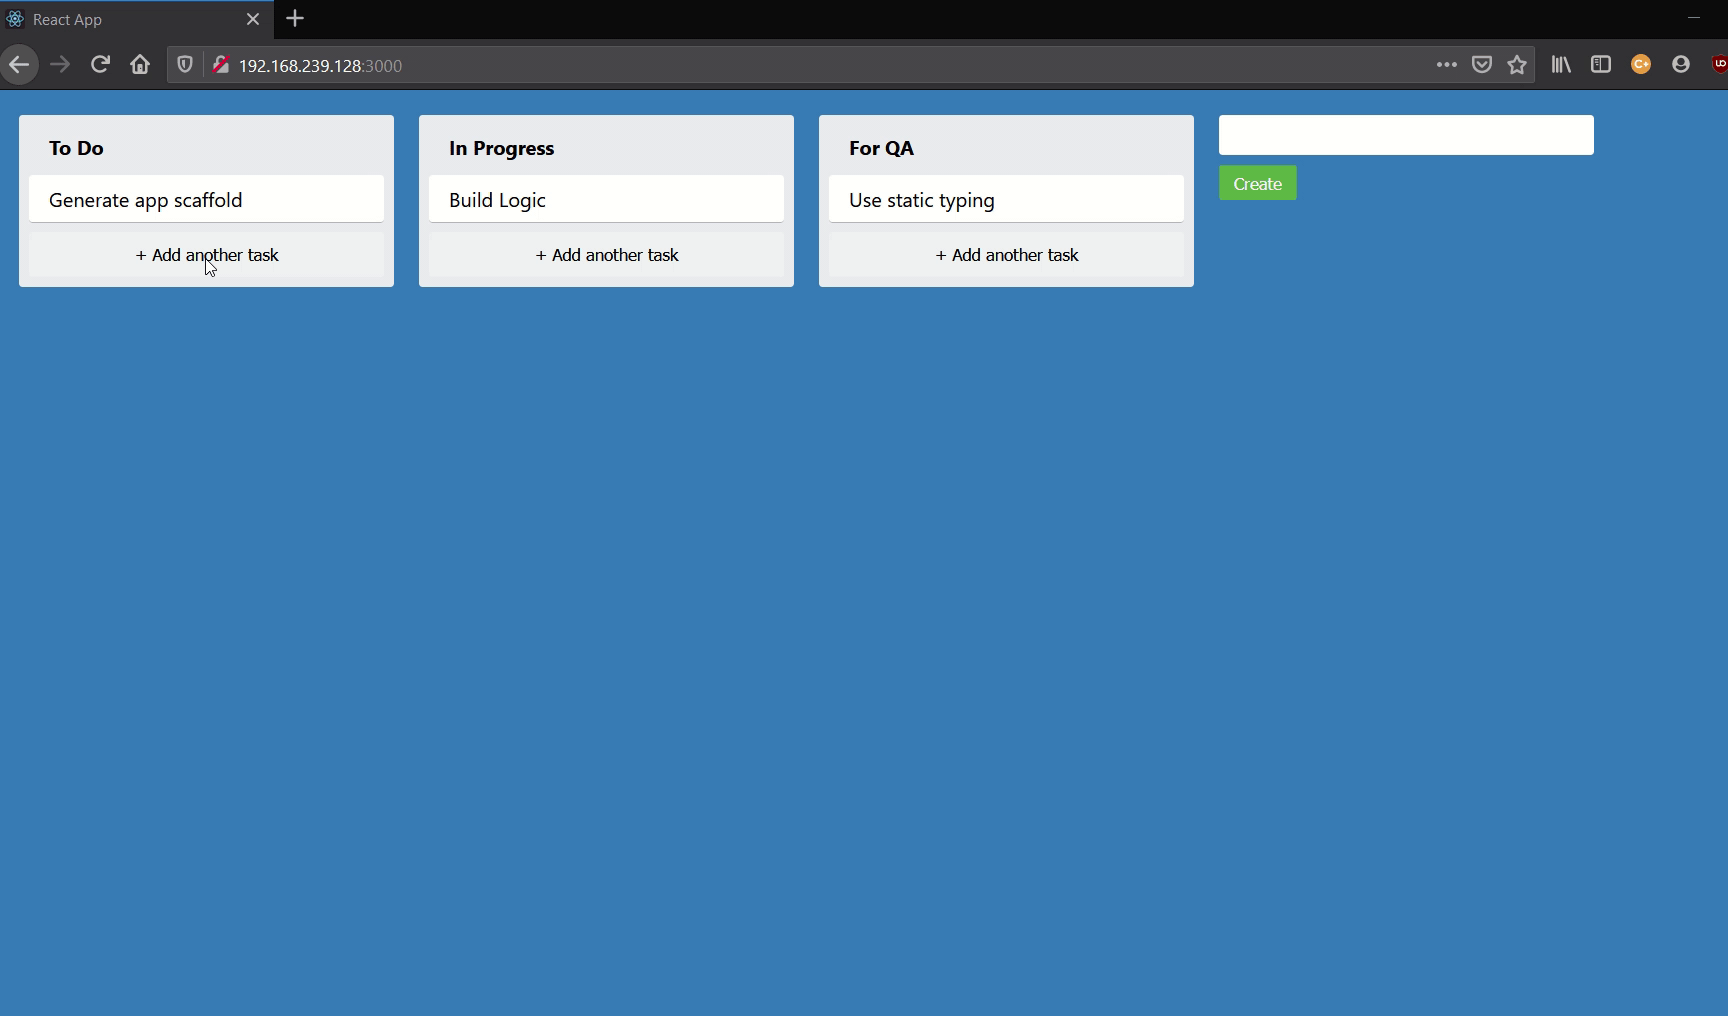 React App
192.168.239.128:3000
To Do
Generate app scaffold
+ Add another task
In Progress
Build Logic
+ Add another task
For QA
Use static typing
+ Add another task
Create
C+
uo